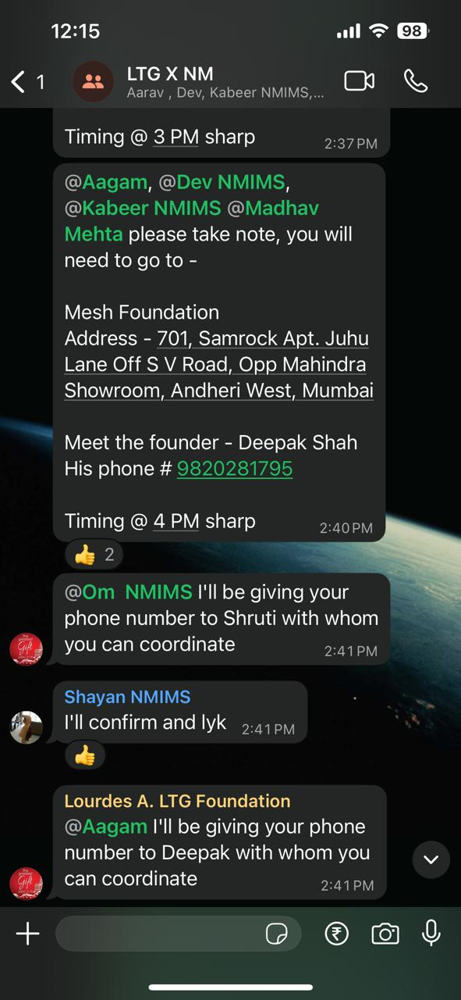 12:15
98
1
LTG X NM
Aarav , Dev, Kabeer NMIMS,...
Timing @ 3 PM sharp
2:37 PM
@Aagam, @Dev NMIMS,
@Kabeer NMIMS @Madhav
Mehta please take note, you will
need to go to -
Mesh Foundation
Address - 701, Samrock Apt. Juhu
Lane Off S V Road, Opp Mahindra
Showroom, Andheri West, Mumbai
Meet the founder - Deepak Shah
His phone # 9820281795
Timing @ 4 PM sharp
2:40 PM
👍 2
@Om NMIMS I'll be giving your
phone number to Shruti with whom
you can coordinate
2:41 PM
Shayan NMIMS
I'll confirm and lyk
2:41 PM
👍
Lourdes A. LTG Foundation
@Aagam I'll be giving your phone
number to Deepak with whom you
can coordinate
2:41 PM